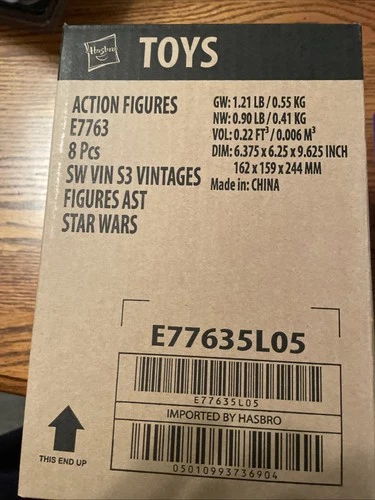 Hasbro
TOYS
ACTION FIGURES
E7763
8 Pcs
SW VIN S3 VINTAGES
FIGURES AST
STAR WARS
GW: 1.21 LB / 0.55 KG
NW: 0.90 LB / 0.41 KG
VOL: 0.22 FT³ / 0.006 M³
DIM: 6.375 x 6.25 x 9.625 INCH
162 x 159 x 244 MM
Made in: CHINA
E77635L05
E77635L05
IMPORTED BY HASBRO
05010993736904
THIS END UP